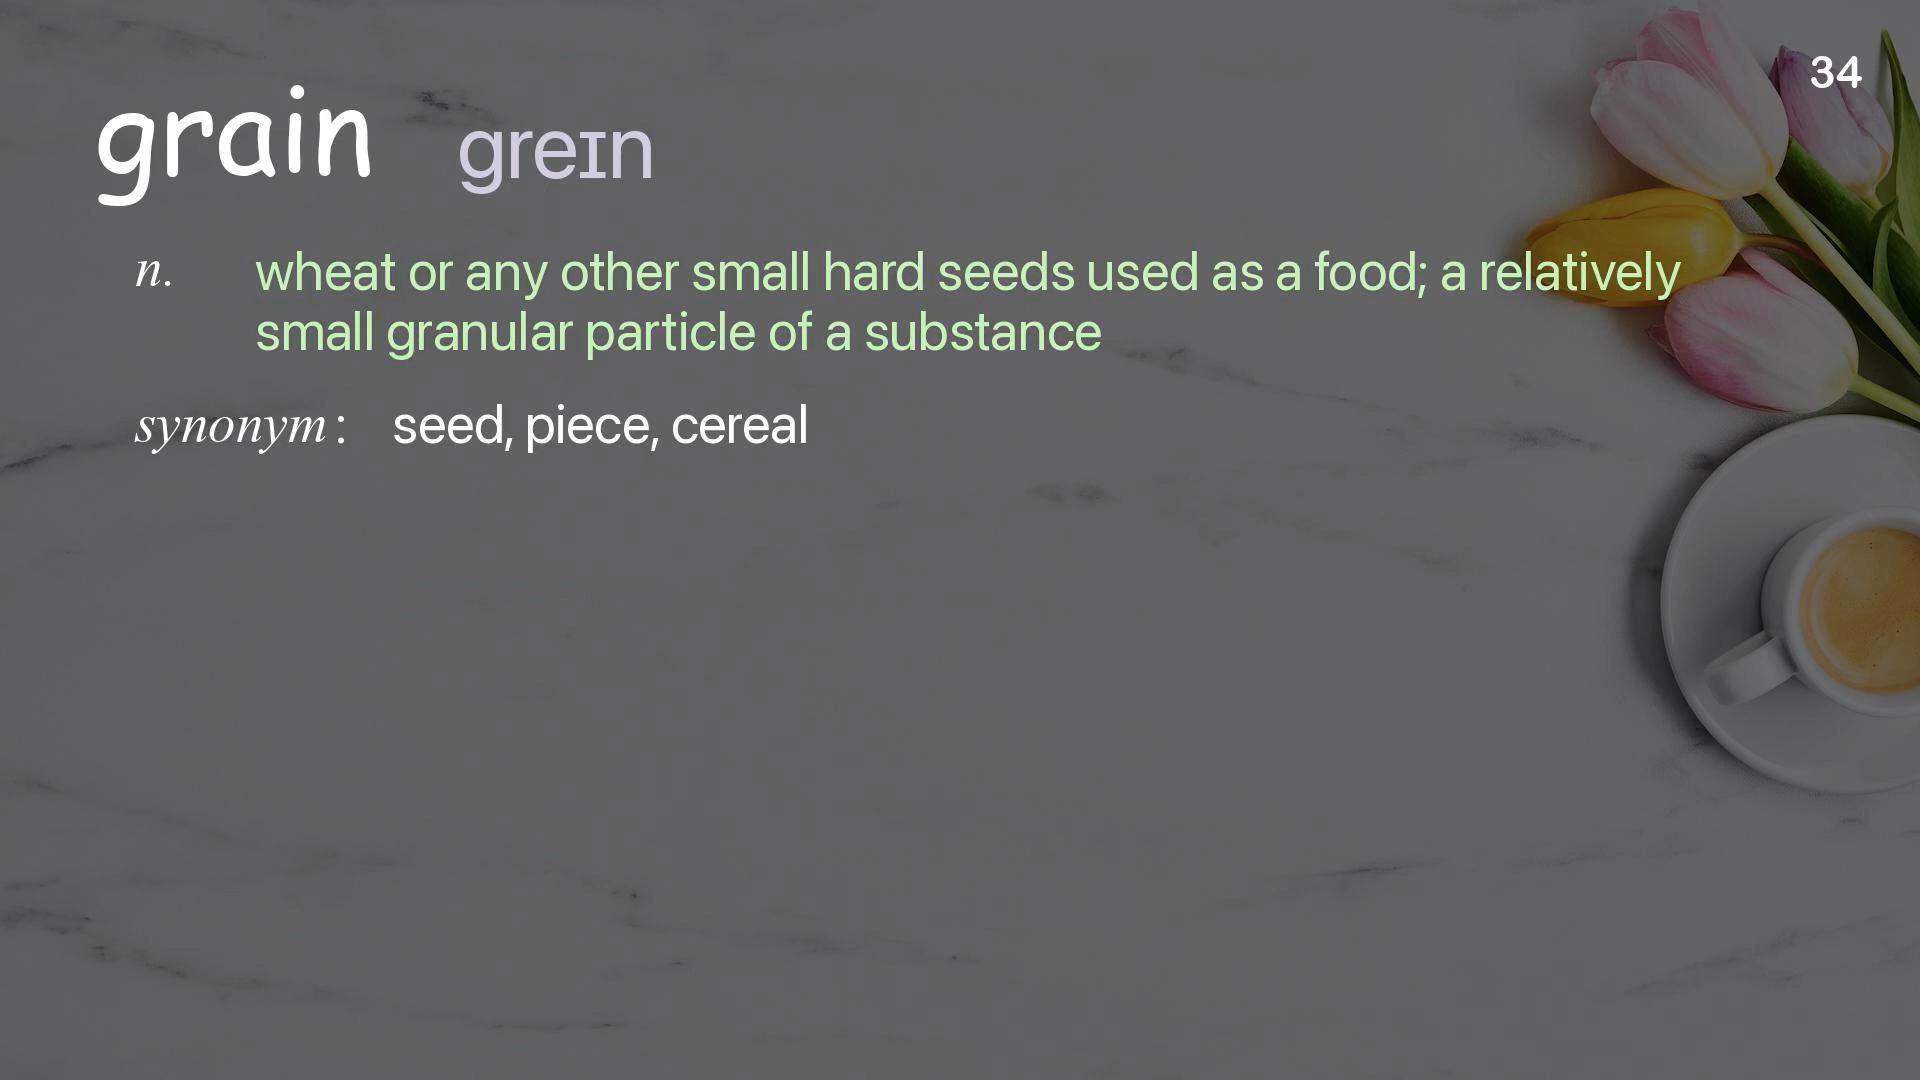 34
grain greɪn
n. wheat or any other small hard seeds used as a food; a relatively
small granular particle of a substance
synonym : seed, piece, cereal